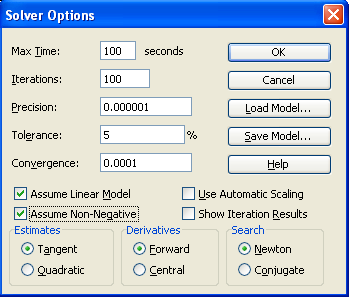 Solver Options
Max Time: 100 seconds OK
Iterations: 100 Cancel
Precision: 0.000001 Load Model...
Tolerance: 5 % Save Model...
Convergence: 0.0001 Help
Assume Linear Model Use Automatic Scaling
Assume Non-Negative Show Iteration Results
Estimates Derivatives Search
Tangent Forward Newton
Quadratic Central Conjugate